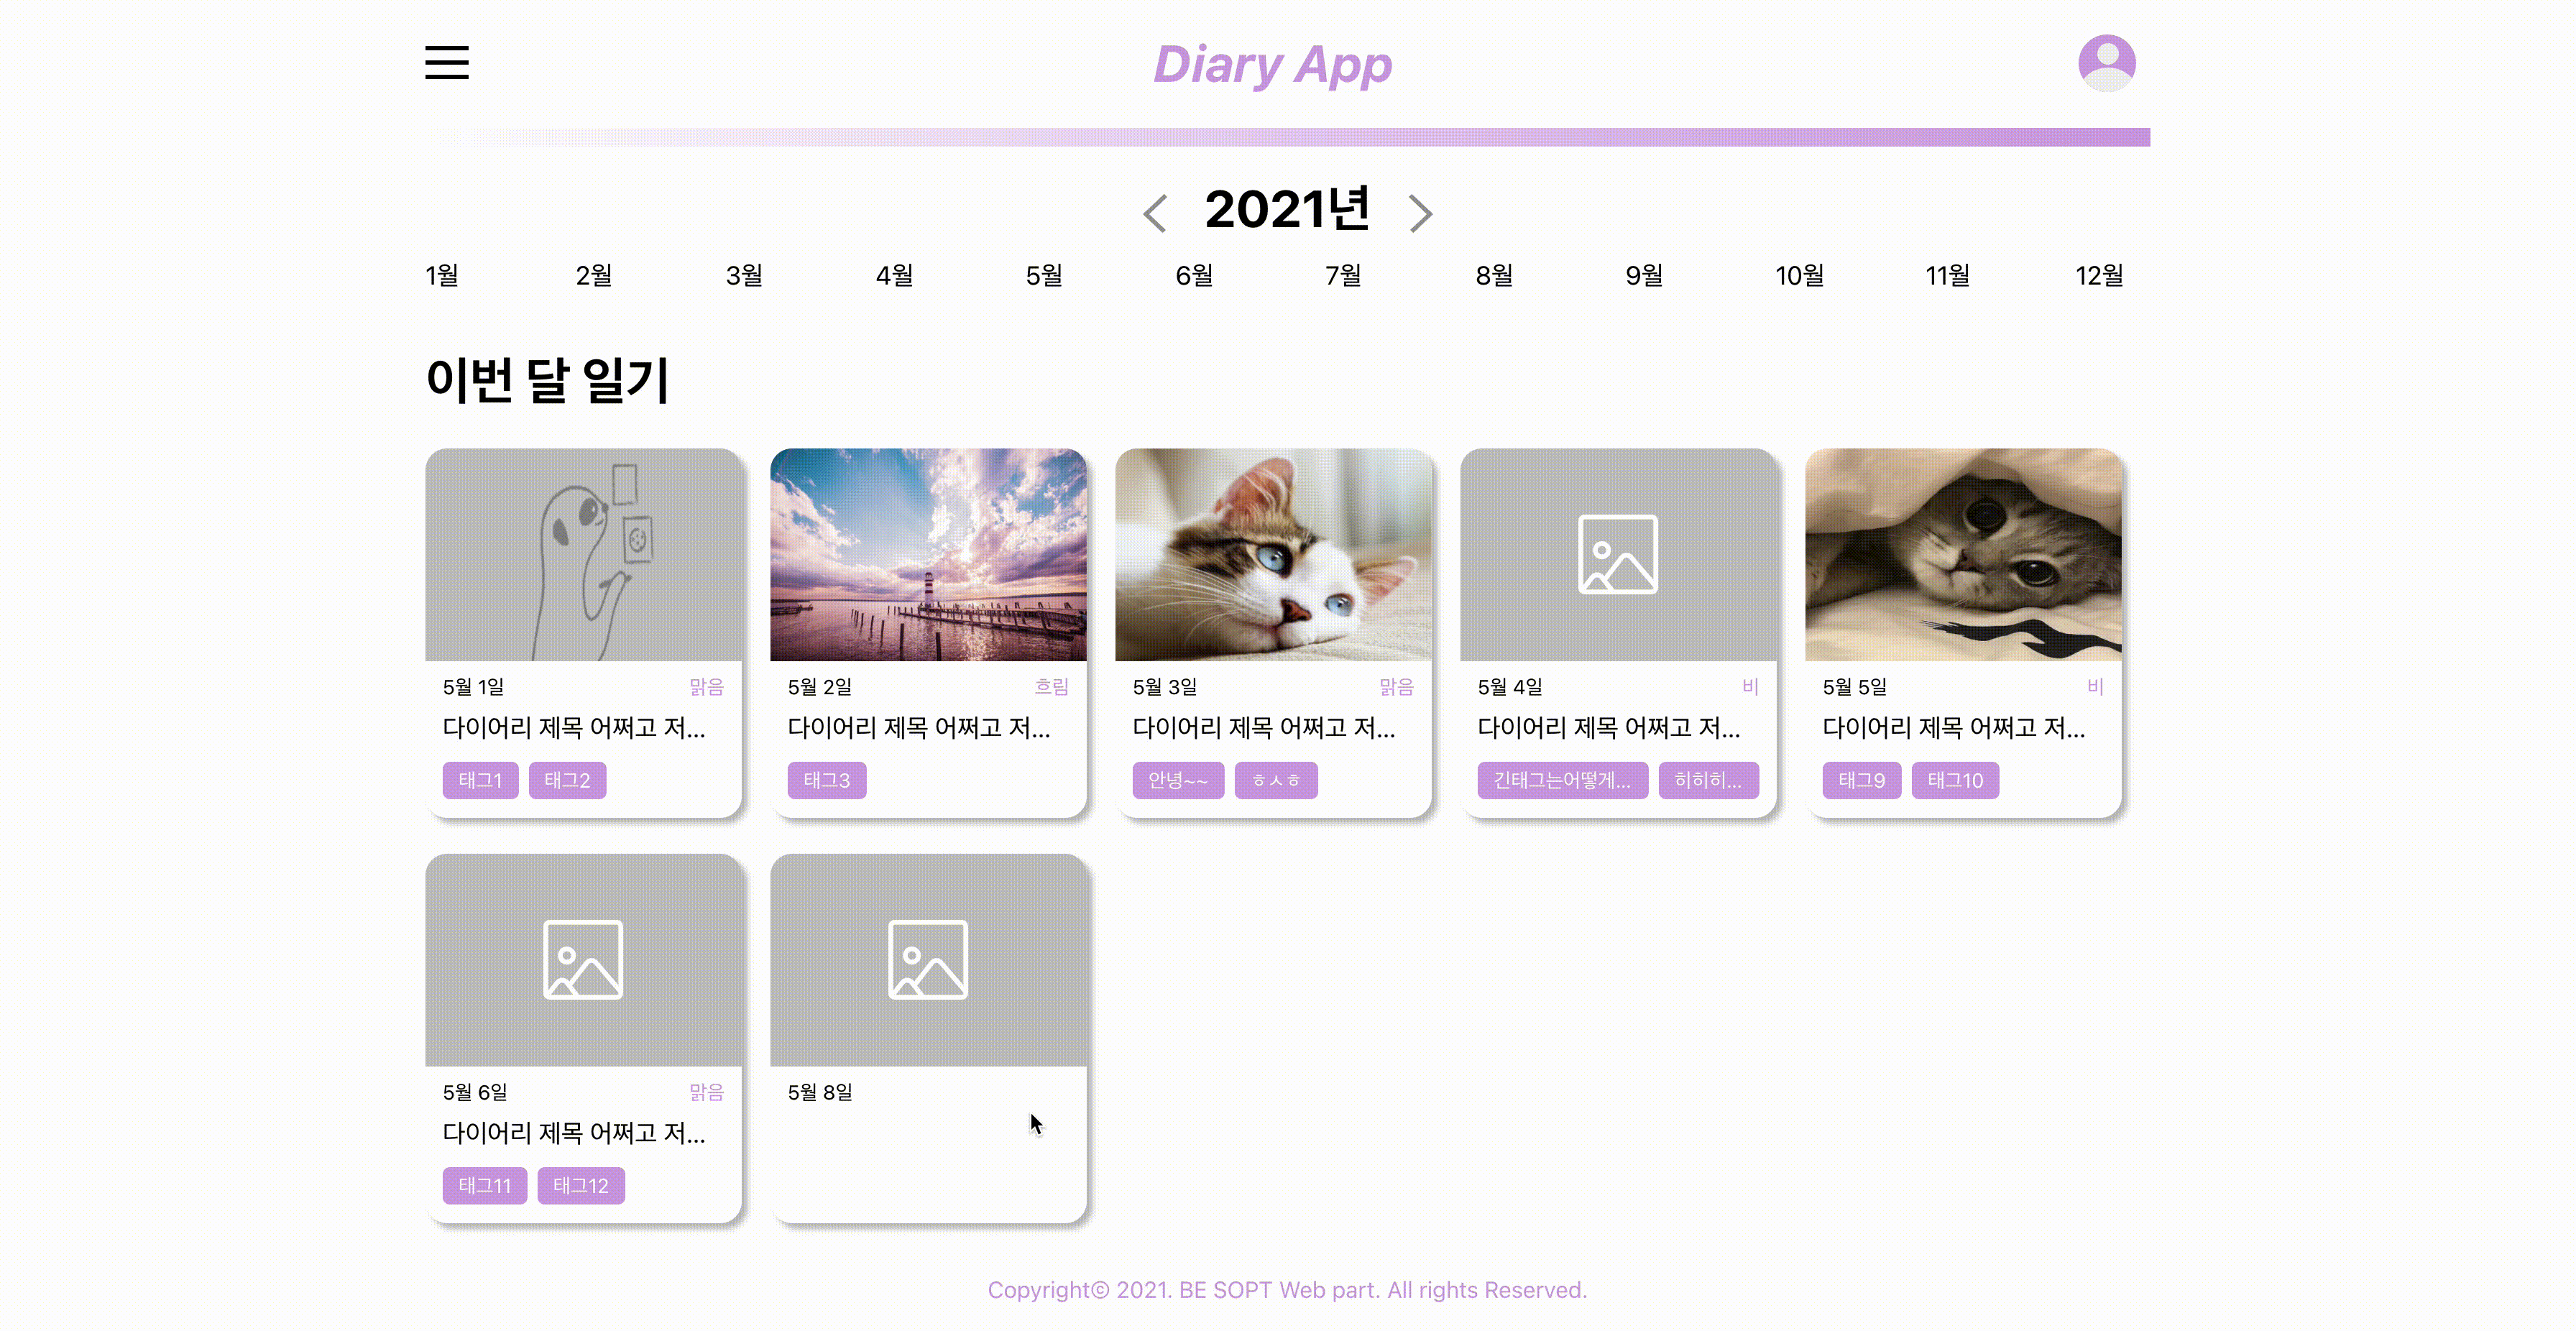 Diary App
2021년
1월 2월 3월 4월 5월 6월 7월 8월 9월 10월 11월 12월
이번 달 일기
5월 1일 맑음
다이어리 제목 어쩌고 저...
태그1 태그2
5월 2일 흐림
다이어리 제목 어쩌고 저...
태그3
5월 3일 맑음
다이어리 제목 어쩌고 저...
안녕~~ ㅎㅅㅎ
5월 4일 비
다이어리 제목 어쩌고 저...
긴태그는어떻게... 히히히...
5월 5일 비
다이어리 제목 어쩌고 저...
태그9 태그10
5월 6일 맑음
다이어리 제목 어쩌고 저...
태그11 태그12
5월 8일
Copyright© 2021. BE SOPT Web part. All rights Reserved.